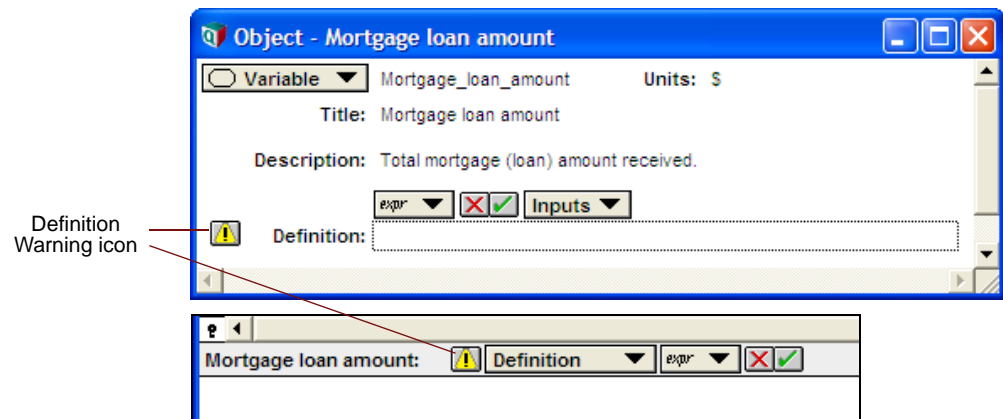 Object - Mortgage loan amount
Variable Mortgage_loan_amount Units: $
Title: Mortgage loan amount
Description: Total mortgage (loan) amount received.
expr Inputs
Definition:
Definition
Warning icon
?
Mortgage loan amount: Definition expr